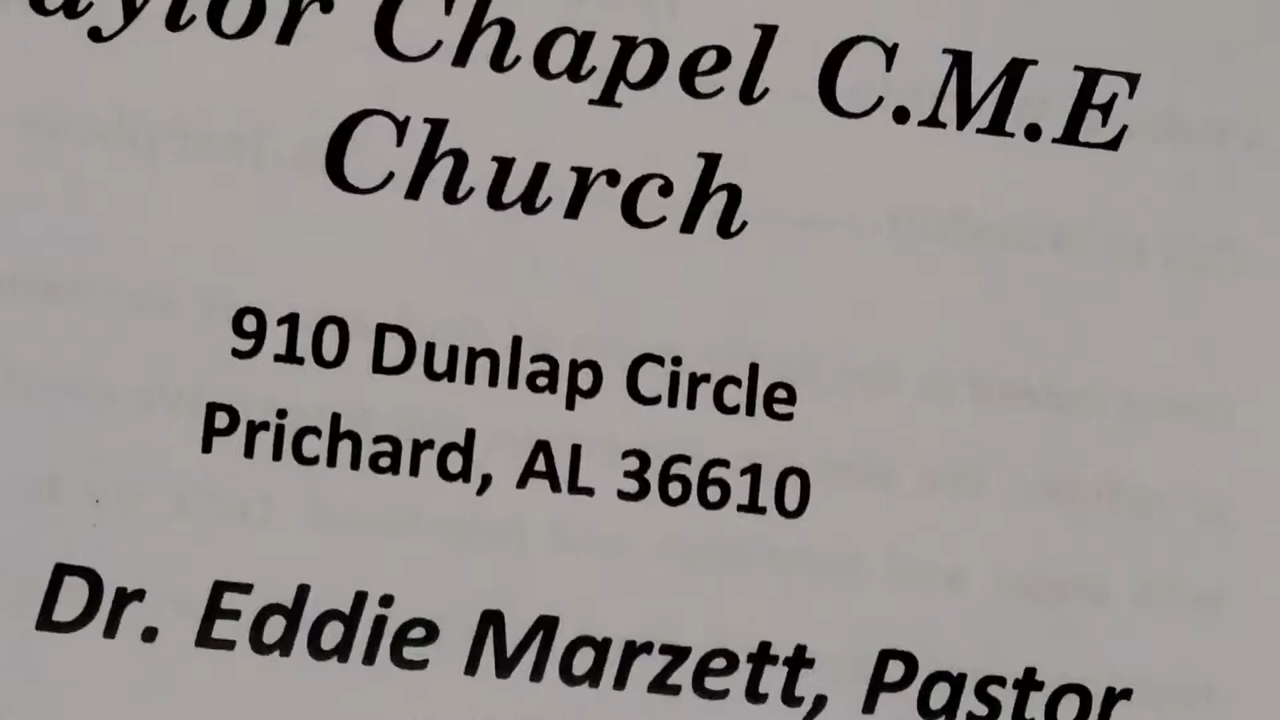 Chapel C.M.E
Church
910 Dunlap Circle
Prichard, AL 36610
Dr. Eddie Marzett, Pastor